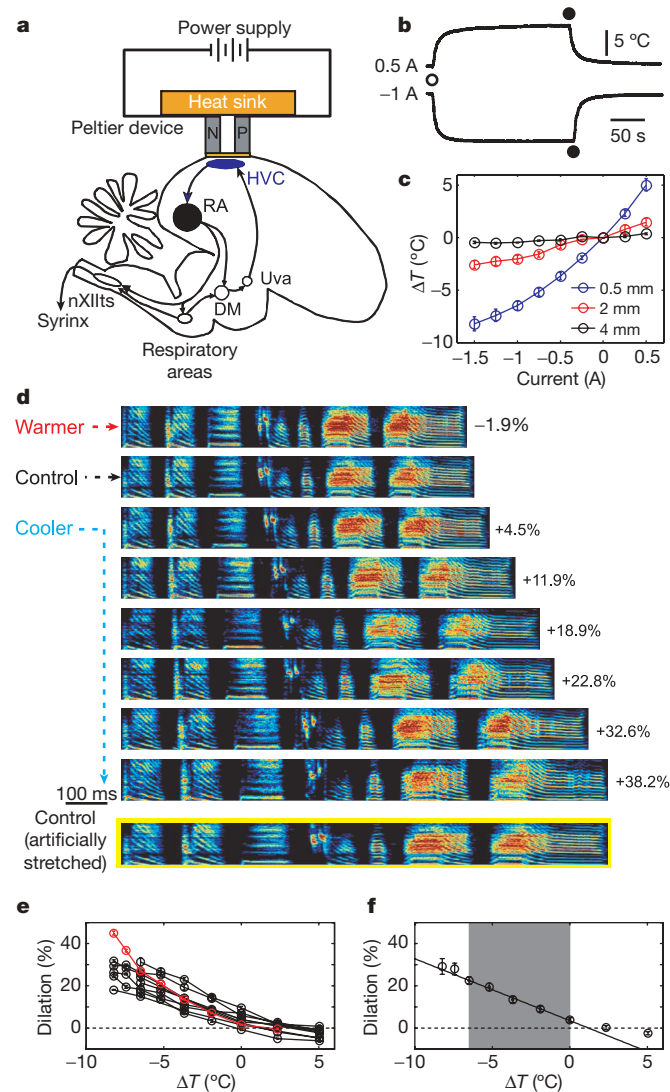 a
Power supply
Heat sink
Peltier device
N
P
HVC
RA
Uva
DM
nXIIts
Syrinx
Respiratory
areas
b
5 °C
0.5 A
−1 A
50 s
c
ΔT (°C)
5
0
−5
−10
0.5 mm
2 mm
4 mm
−1.5 −1 −0.5 0 0.5
Current (A)
d
Warmer
−1.9%
Control
Cooler
+4.5%
+11.9%
+18.9%
+22.8%
+32.6%
+38.2%
100 ms
Control
(artificially
stretched)
e
Dilation (%)
40
20
0
−10 −5 0 5
ΔT (°C)
f
Dilation (%)
40
20
0
−10 −5 0 5
ΔT (°C)